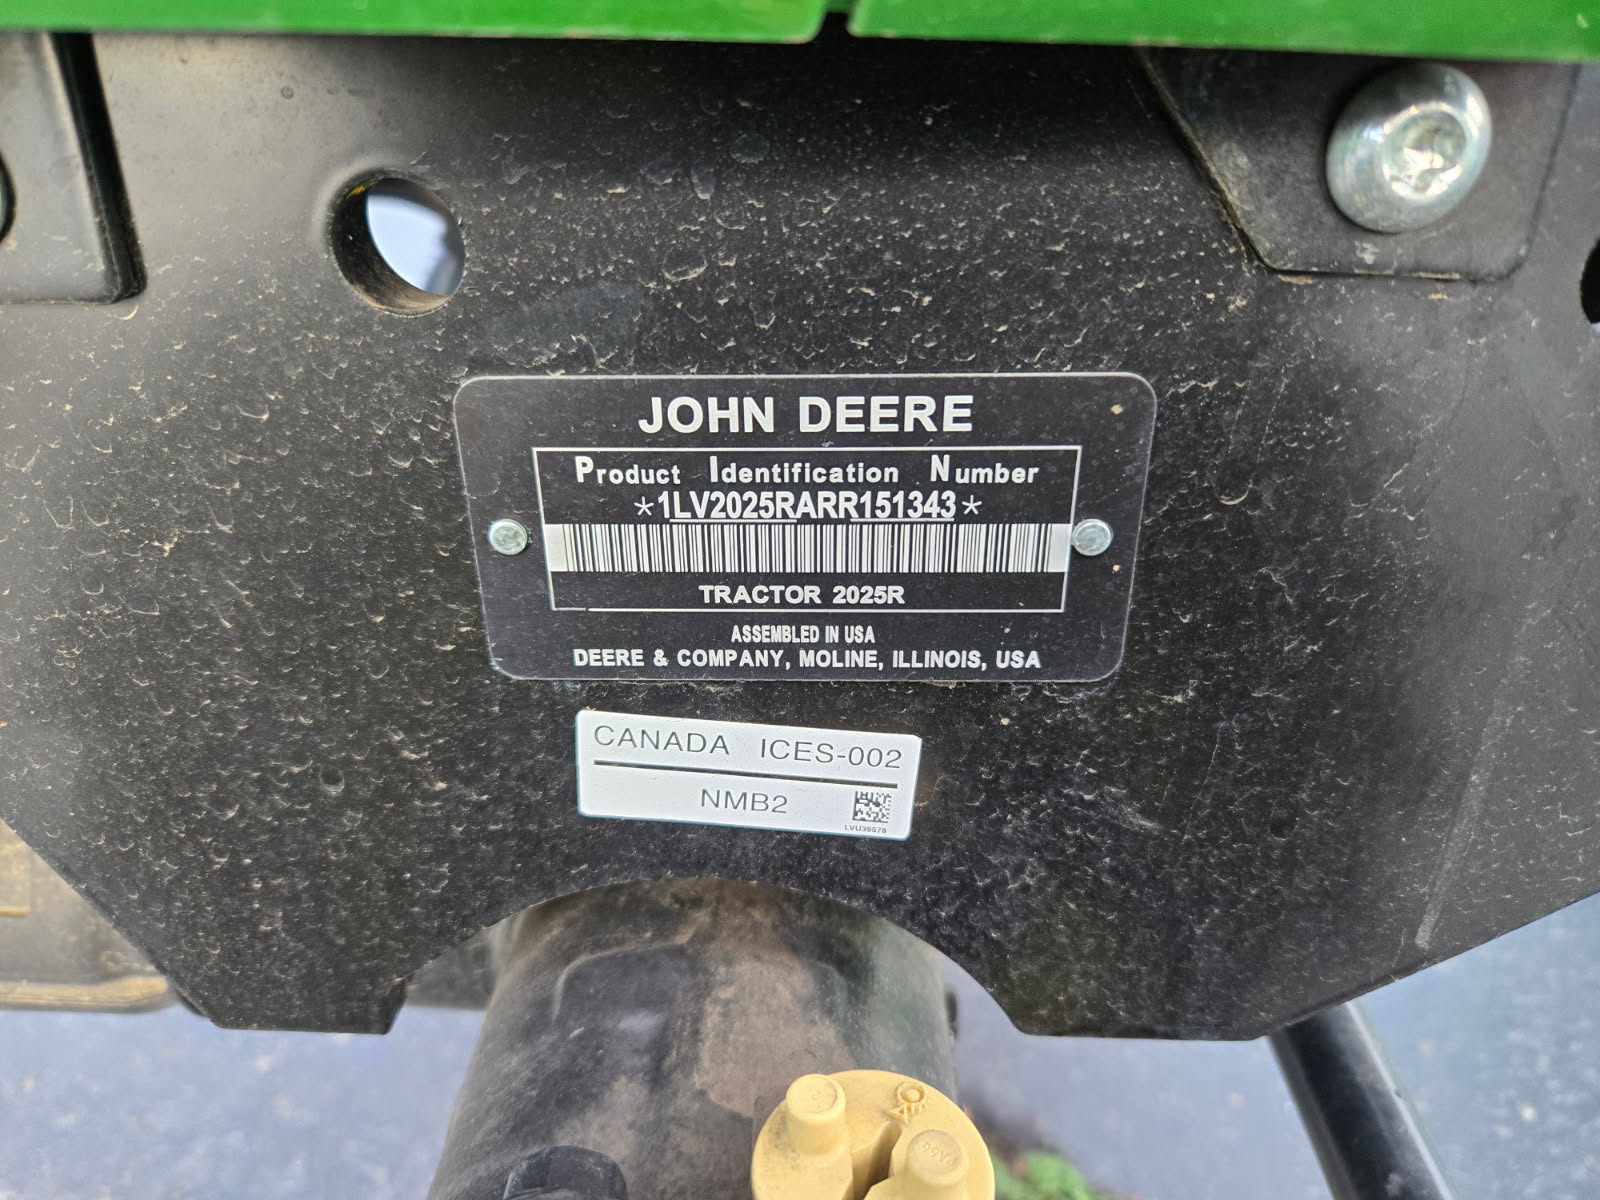 JOHN DEERE
Product Identification Number
*1LV2025RARR151343*
TRACTOR 2025R
ASSEMBLED IN USA
DEERE & COMPANY, MOLINE, ILLINOIS, USA
CANADA ICES-002
NMB2